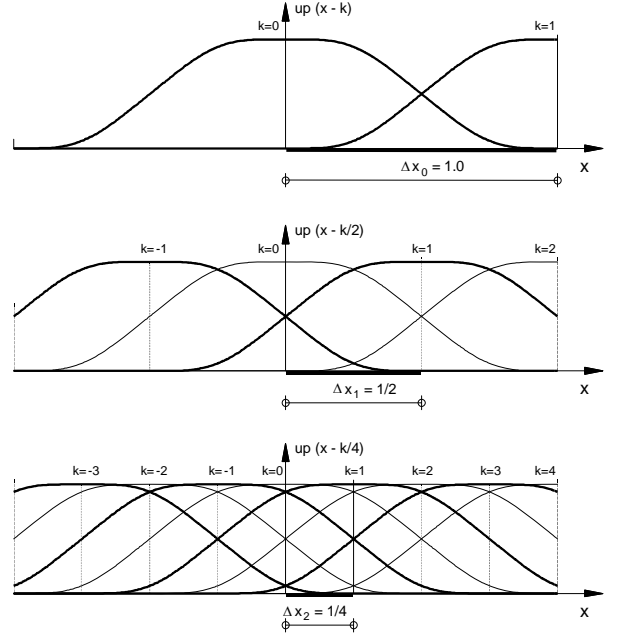 up (x - k)
k=0 k=1
x
Δx₀ = 1.0
up (x - k/2)
k=-1 k=0 k=1 k=2
x
Δx₁ = 1/2
up (x - k/4)
k=-3 k=-2 k=-1 k=0 k=1 k=2 k=3 k=4
x
Δx₂ = 1/4